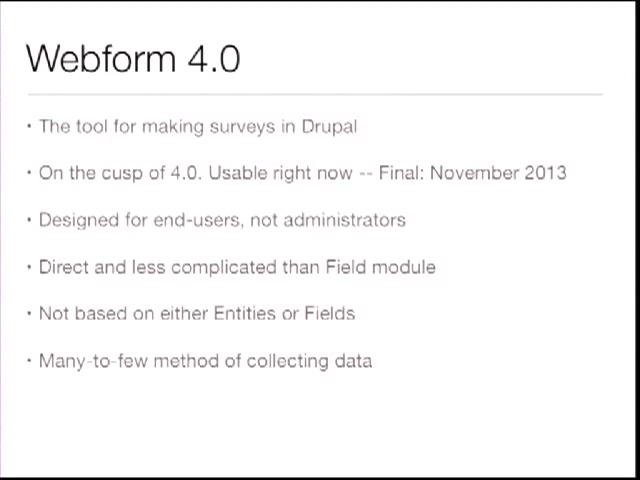 Webform 4.0
· The tool for making surveys in Drupal
· On the cusp of 4.0. Usable right now -- Final: November 2013
· Designed for end-users, not administrators
· Direct and less complicated than Field module
· Not based on either Entities or Fields
· Many-to-few method of collecting data